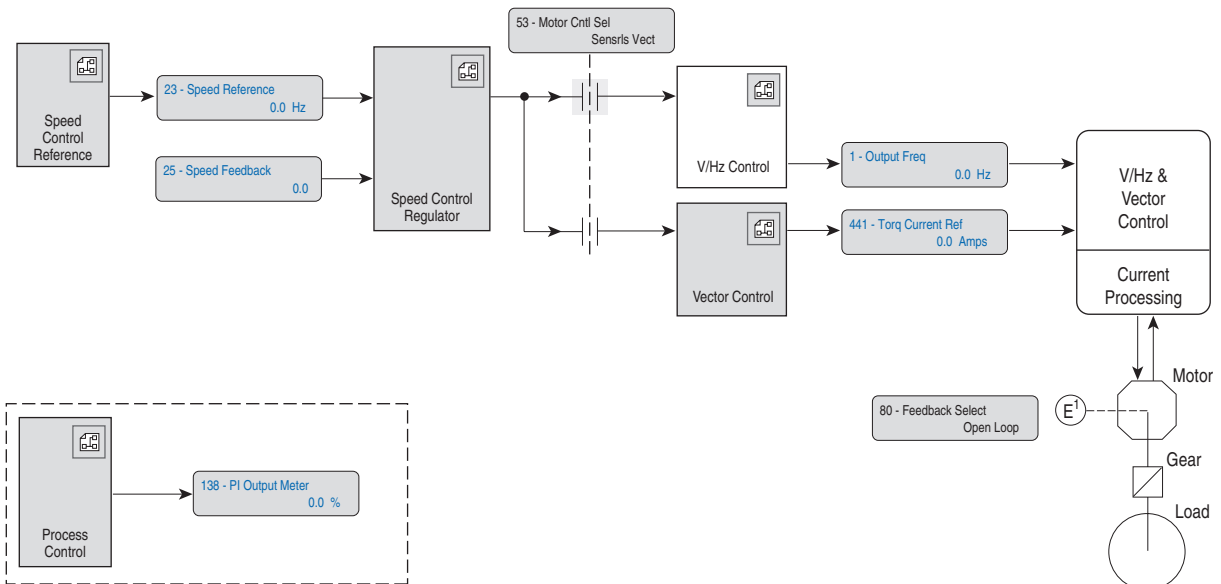 53 - Motor Cntl Sel
Sensrls Vect
Speed
Control
Reference
23 - Speed Reference
0.0 Hz
25 - Speed Feedback
0.0
Speed Control
Regulator
V/Hz Control
1 - Output Freq
0.0 Hz
Vector Control
441 - Torq Current Ref
0.0 Amps
V/Hz &
Vector
Control
Current
Processing
Motor
80 - Feedback Select
Open Loop
E¹
Gear
Load
Process
Control
138 - PI Output Meter
0.0 %